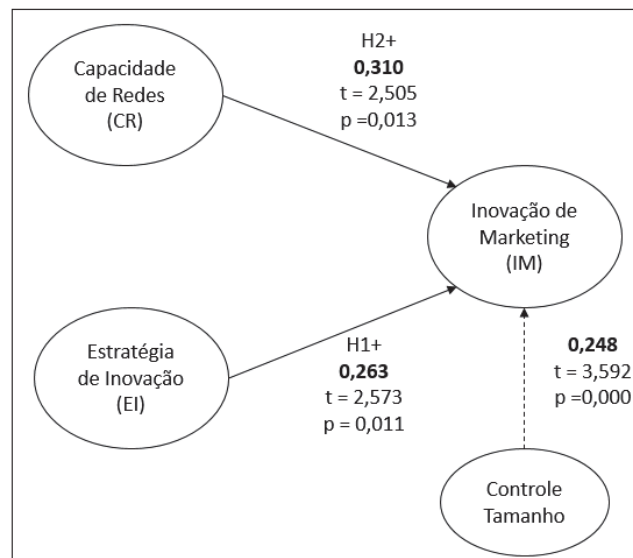 Capacidade
de Redes
(CR)
H2+
0,310
t = 2,505
p =0,013
Inovação de
Marketing
(IM)
Estratégia
de Inovação
(EI)
H1+
0,263
t = 2,573
p = 0,011
0,248
t = 3,592
p =0,000
Controle
Tamanho